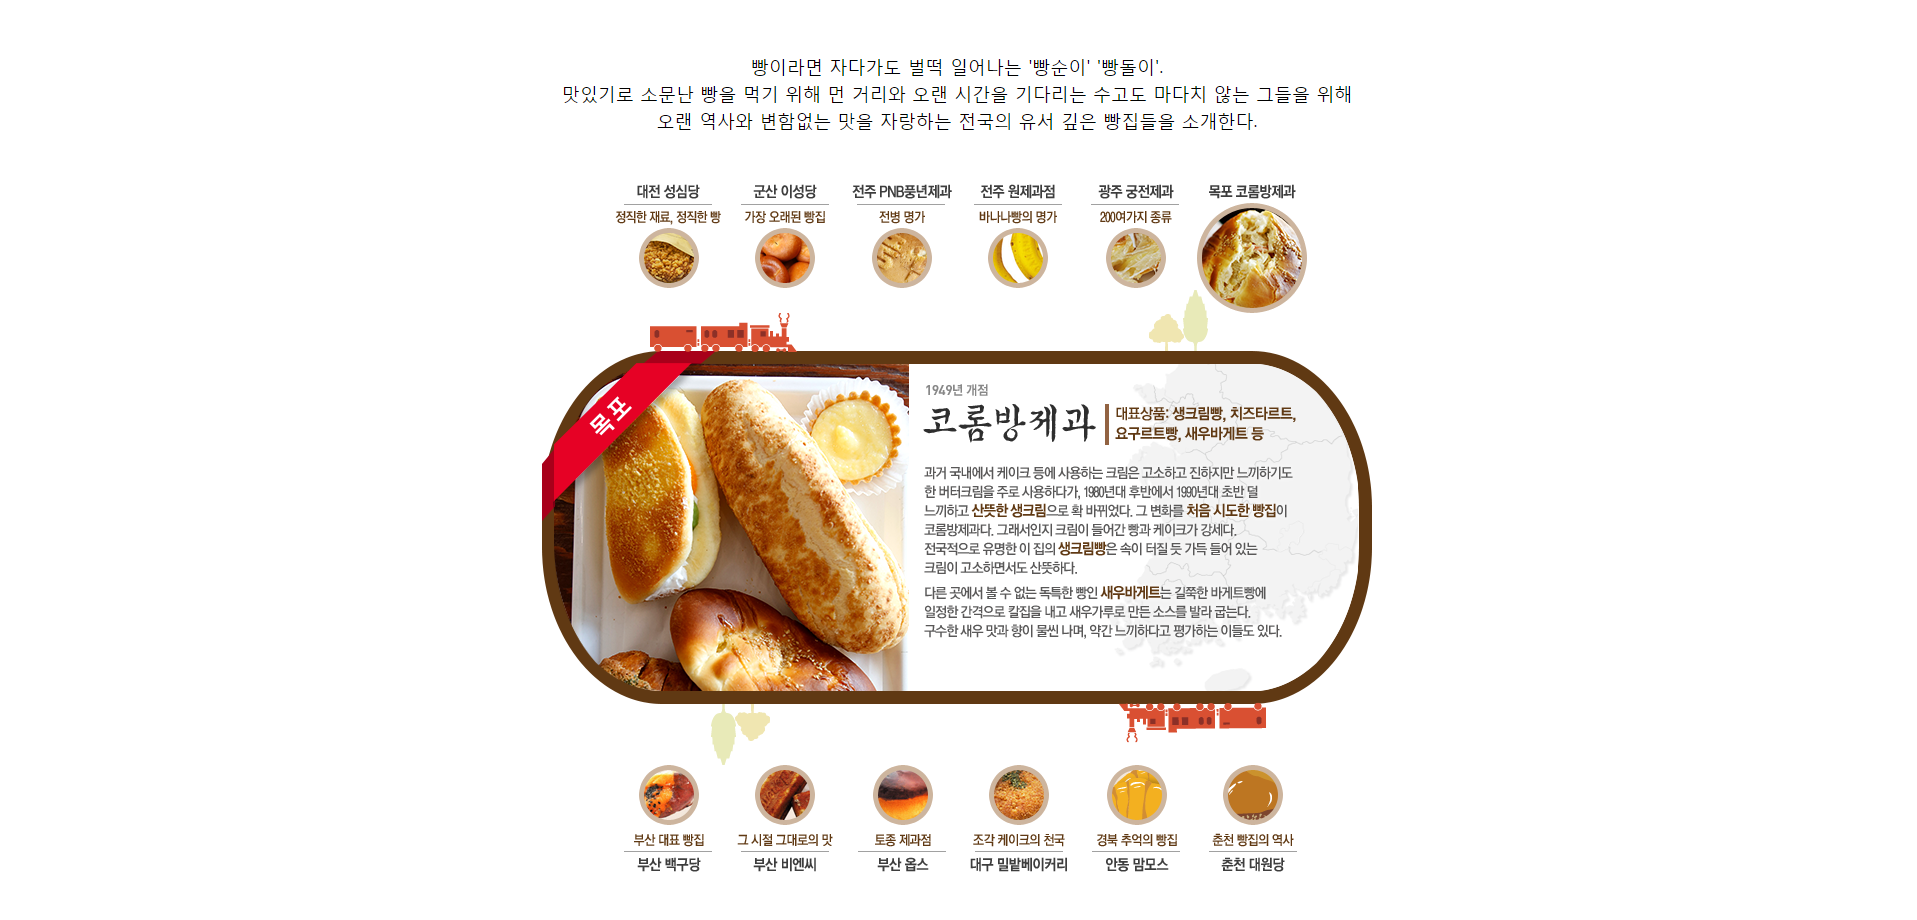 빵이라면 자다가도 벌떡 일어나는 '빵순이' '빵돌이'.
맛있기로 소문난 빵을 먹기 위해 먼 거리와 오랜 시간을 기다리는 수고도 마다치 않는 그들을 위해
오랜 역사와 변함없는 맛을 자랑하는 전국의 유서 깊은 빵집들을 소개한다.
대전 성심당
정직한 재료, 정직한 빵
군산 이성당
가장 오래된 빵집
전주 PNB풍년제과
전병 명가
전주 원제과점
바나나빵의 명가
광주 궁전제과
200여가지 종류
목포 코롬방제과
목포
1949년 개점
코롬방제과
대표상품: 생크림빵, 치즈타르트,
요구르트빵, 새우바게트 등
과거 국내에서 케이크 등에 사용하는 크림은 고소하고 진하지만 느끼하기도
한 버터크림을 주로 사용하다가, 1980년대 후반에서 1990년대 초반 덜
느끼하고 산뜻한 생크림으로 확 바뀌었다. 그 변화를 처음 시도한 빵집이
코롬방제과다. 그래서인지 크림이 들어간 빵과 케이크가 강세다.
전국적으로 유명한 이 집의 생크림빵은 속이 터질 듯 가득 들어 있는
크림이 고소하면서도 산뜻하다.
다른 곳에서 볼 수 없는 독특한 빵인 새우바게트는 길쭉한 바게트빵에
일정한 간격으로 칼집을 내고 새우가루로 만든 소스를 발라 굽는다.
구수한 새우 맛과 향이 물씬 나며, 약간 느끼하다고 평가하는 이들도 있다.
부산 대표 빵집
부산 백구당
그 시절 그대로의 맛
부산 비엔씨
토종 제과점
부산 옵스
조각 케이크의 천국
대구 밀밭베이커리
경북 추억의 빵집
안동 맘모스
춘천 빵집의 역사
춘천 대원당